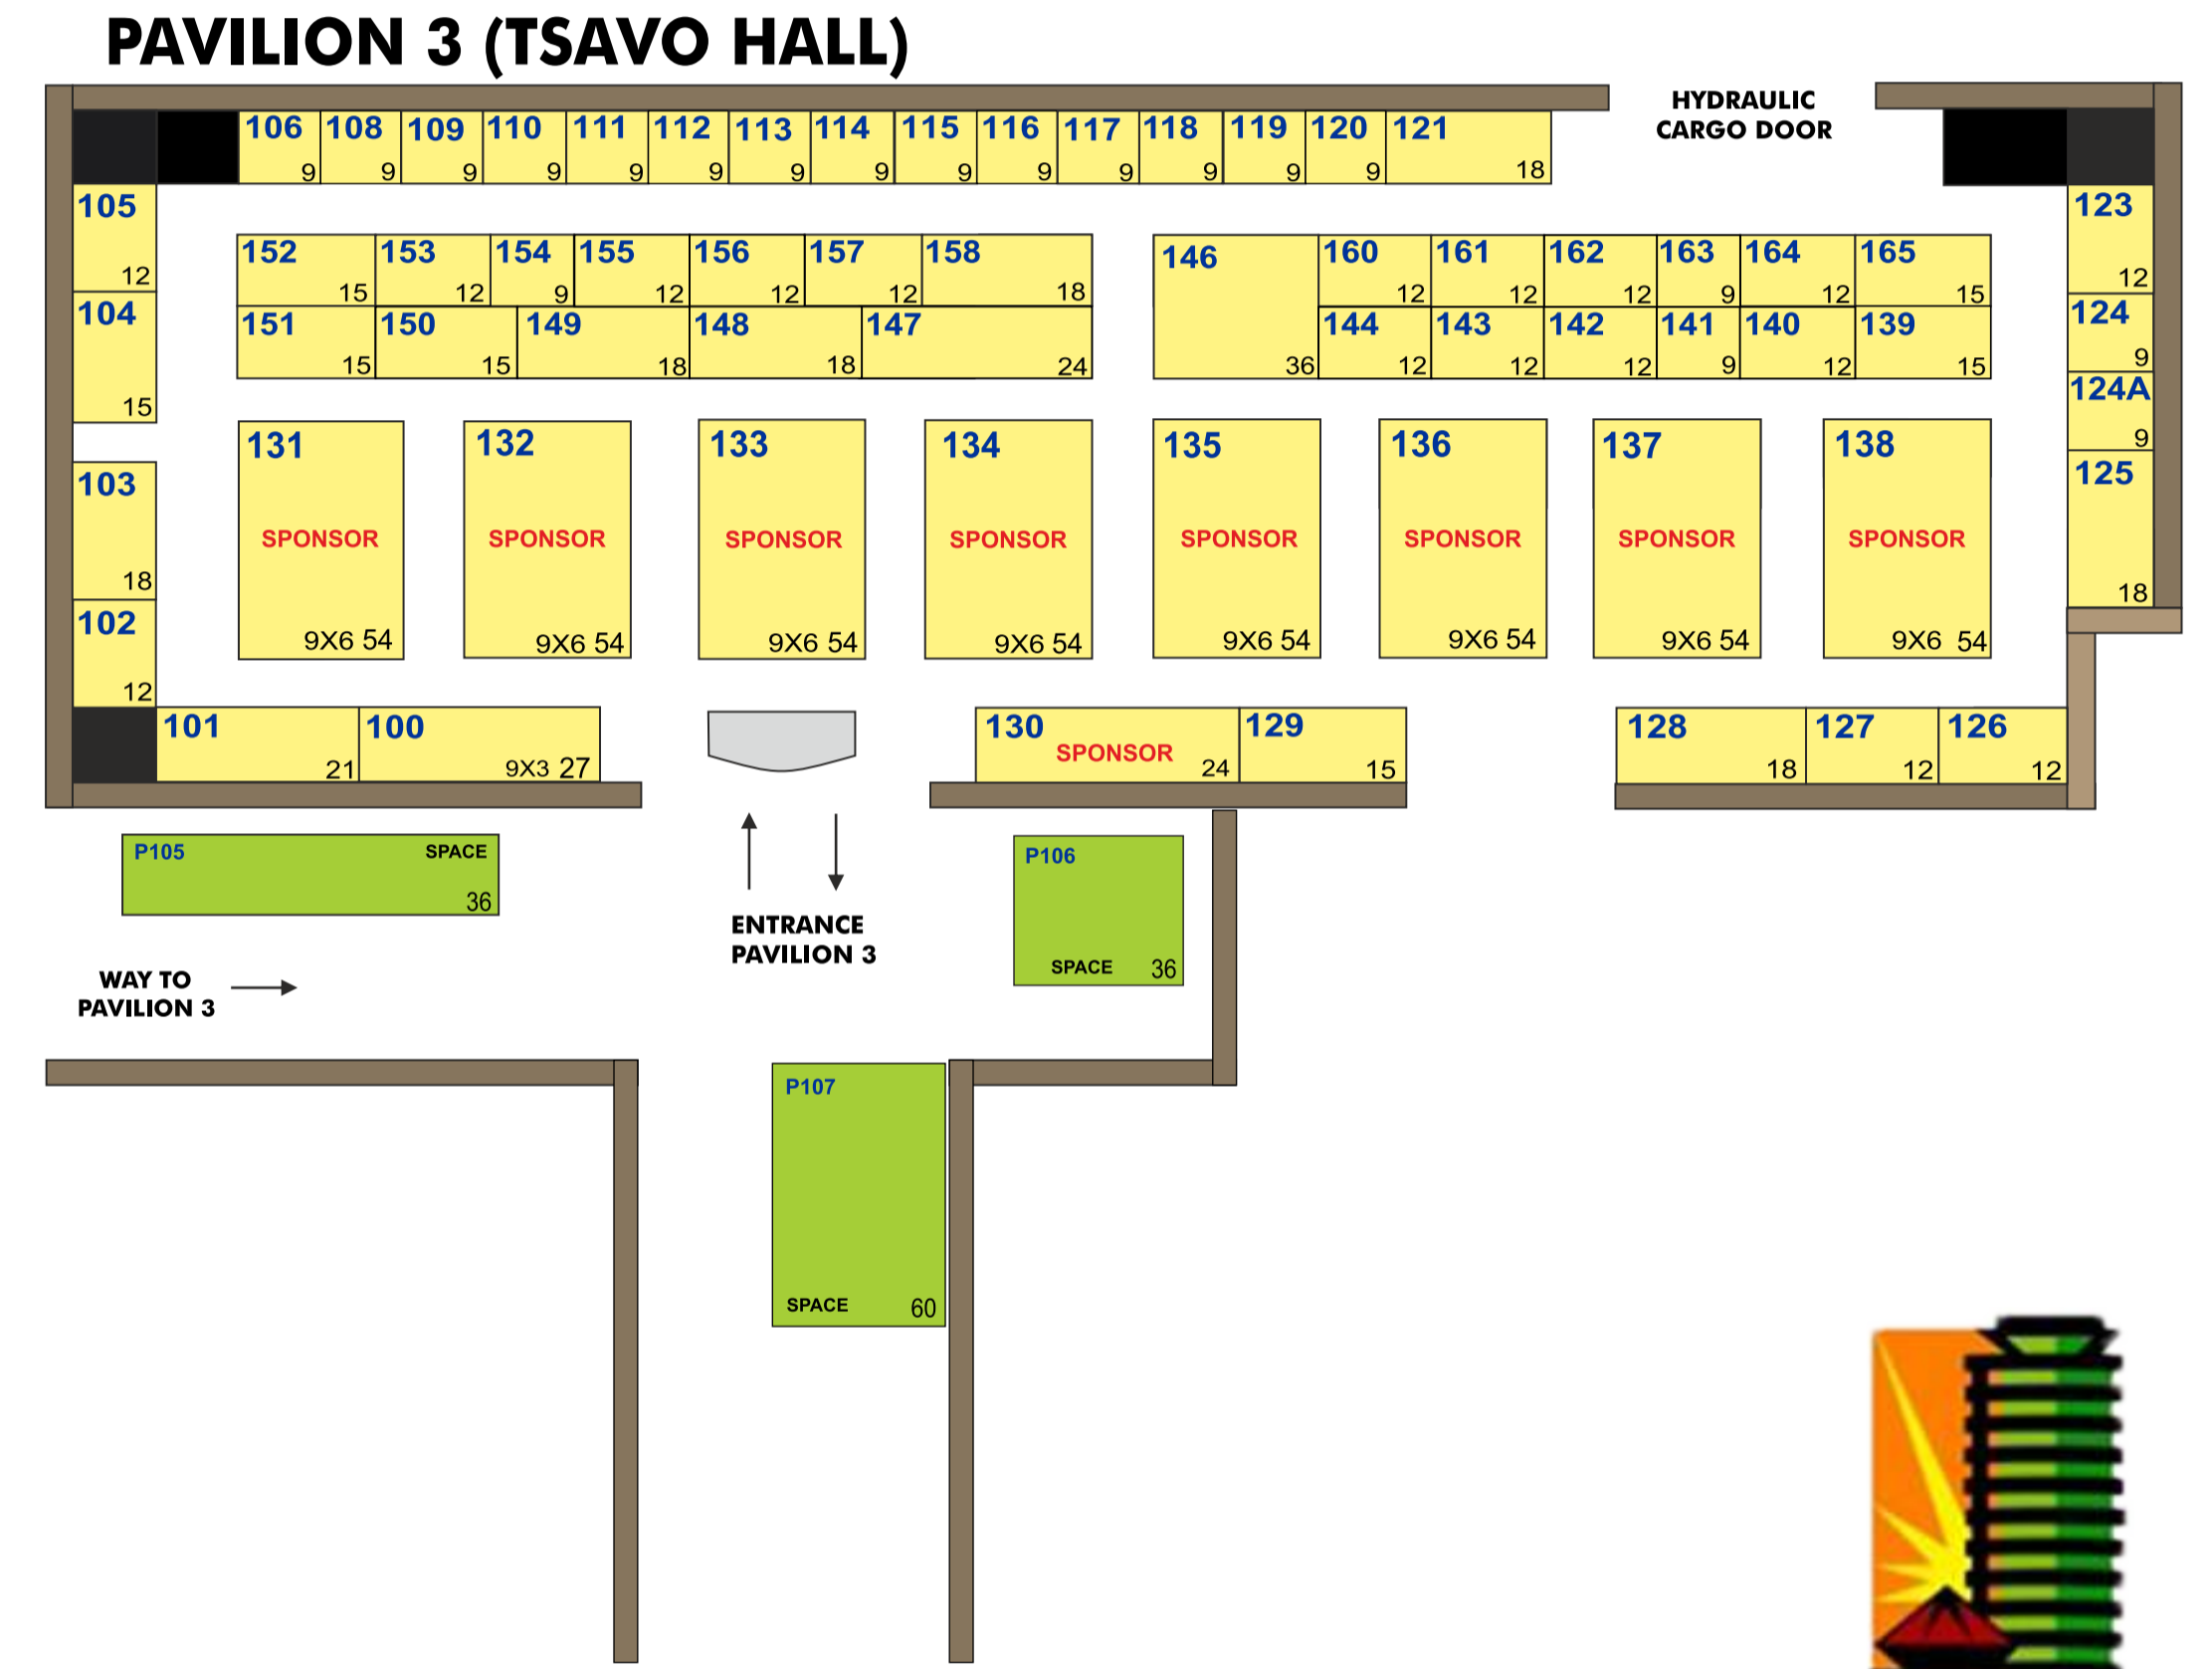 PAVILION 3 (TSAVO HALL)
HYDRAULIC
CARGO DOOR
106 108 109 110 111 112 113 114 115 116 117 118 119 120 121
9 9 9 9 9 9 9 9 9 9 9 9 9 9 18
105
12
104
15
103
18
102
12
123
12
124
9
124A
9
125
18
152 153 154 155 156 157 158
15 12 9 12 12 12 18
151 150 149 148 147
15 15 18 18 24
146
36
160 161 162 163 164 165
12 12 12 9 12 15
144 143 142 141 140 139
12 12 12 9 12 15
131 132 133 134 135 136 137 138
SPONSOR SPONSOR SPONSOR SPONSOR SPONSOR SPONSOR SPONSOR SPONSOR
9X6 54 9X6 54 9X6 54 9X6 54 9X6 54 9X6 54 9X6 54 9X6 54
101 100
21 9X3 27
130 129
SPONSOR
24 15
128 127 126
18 12 12
P105 SPACE
36
P106
SPACE 36
ENTRANCE
PAVILION 3
WAY TO
PAVILION 3
P107
SPACE 60